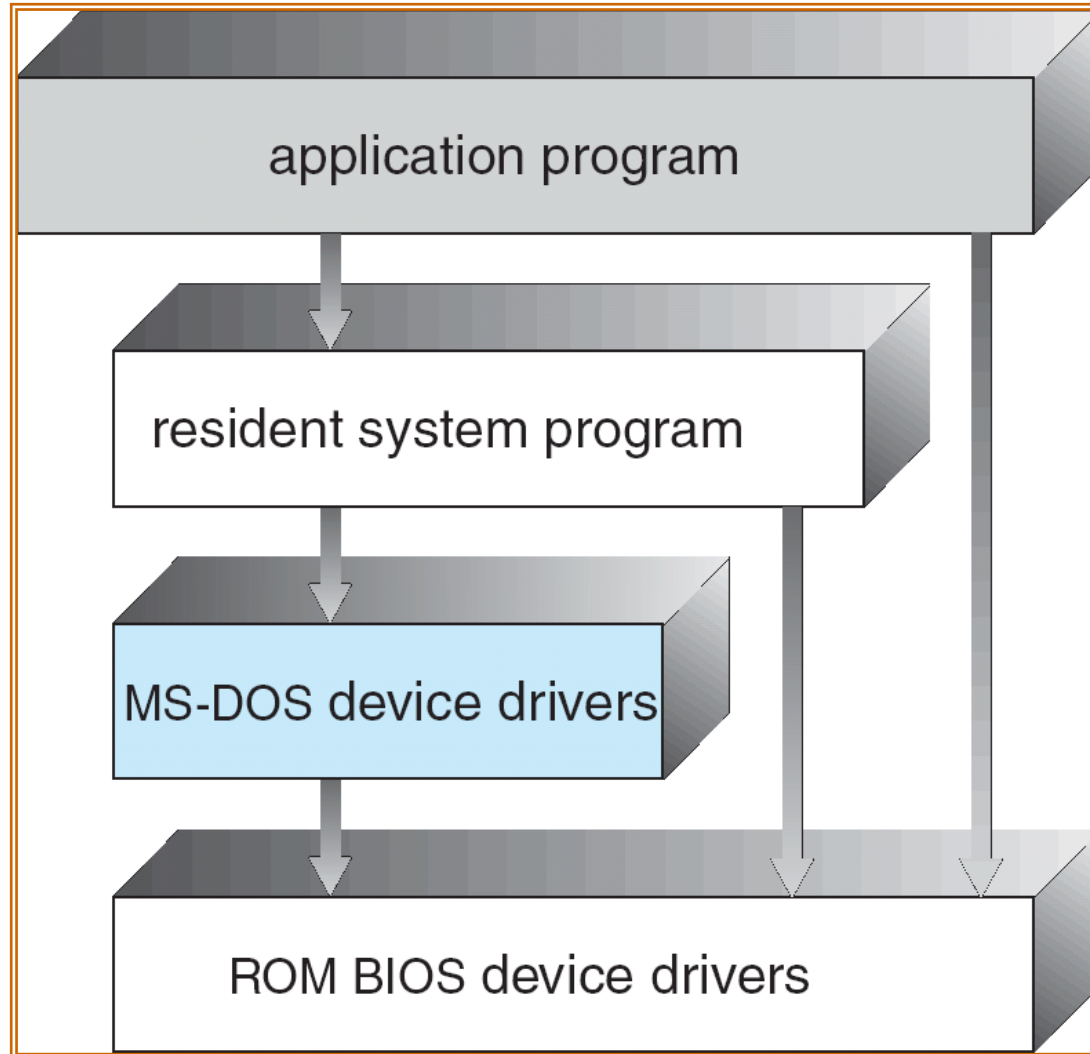 application program
resident system program
MS-DOS device drivers
ROM BIOS device drivers